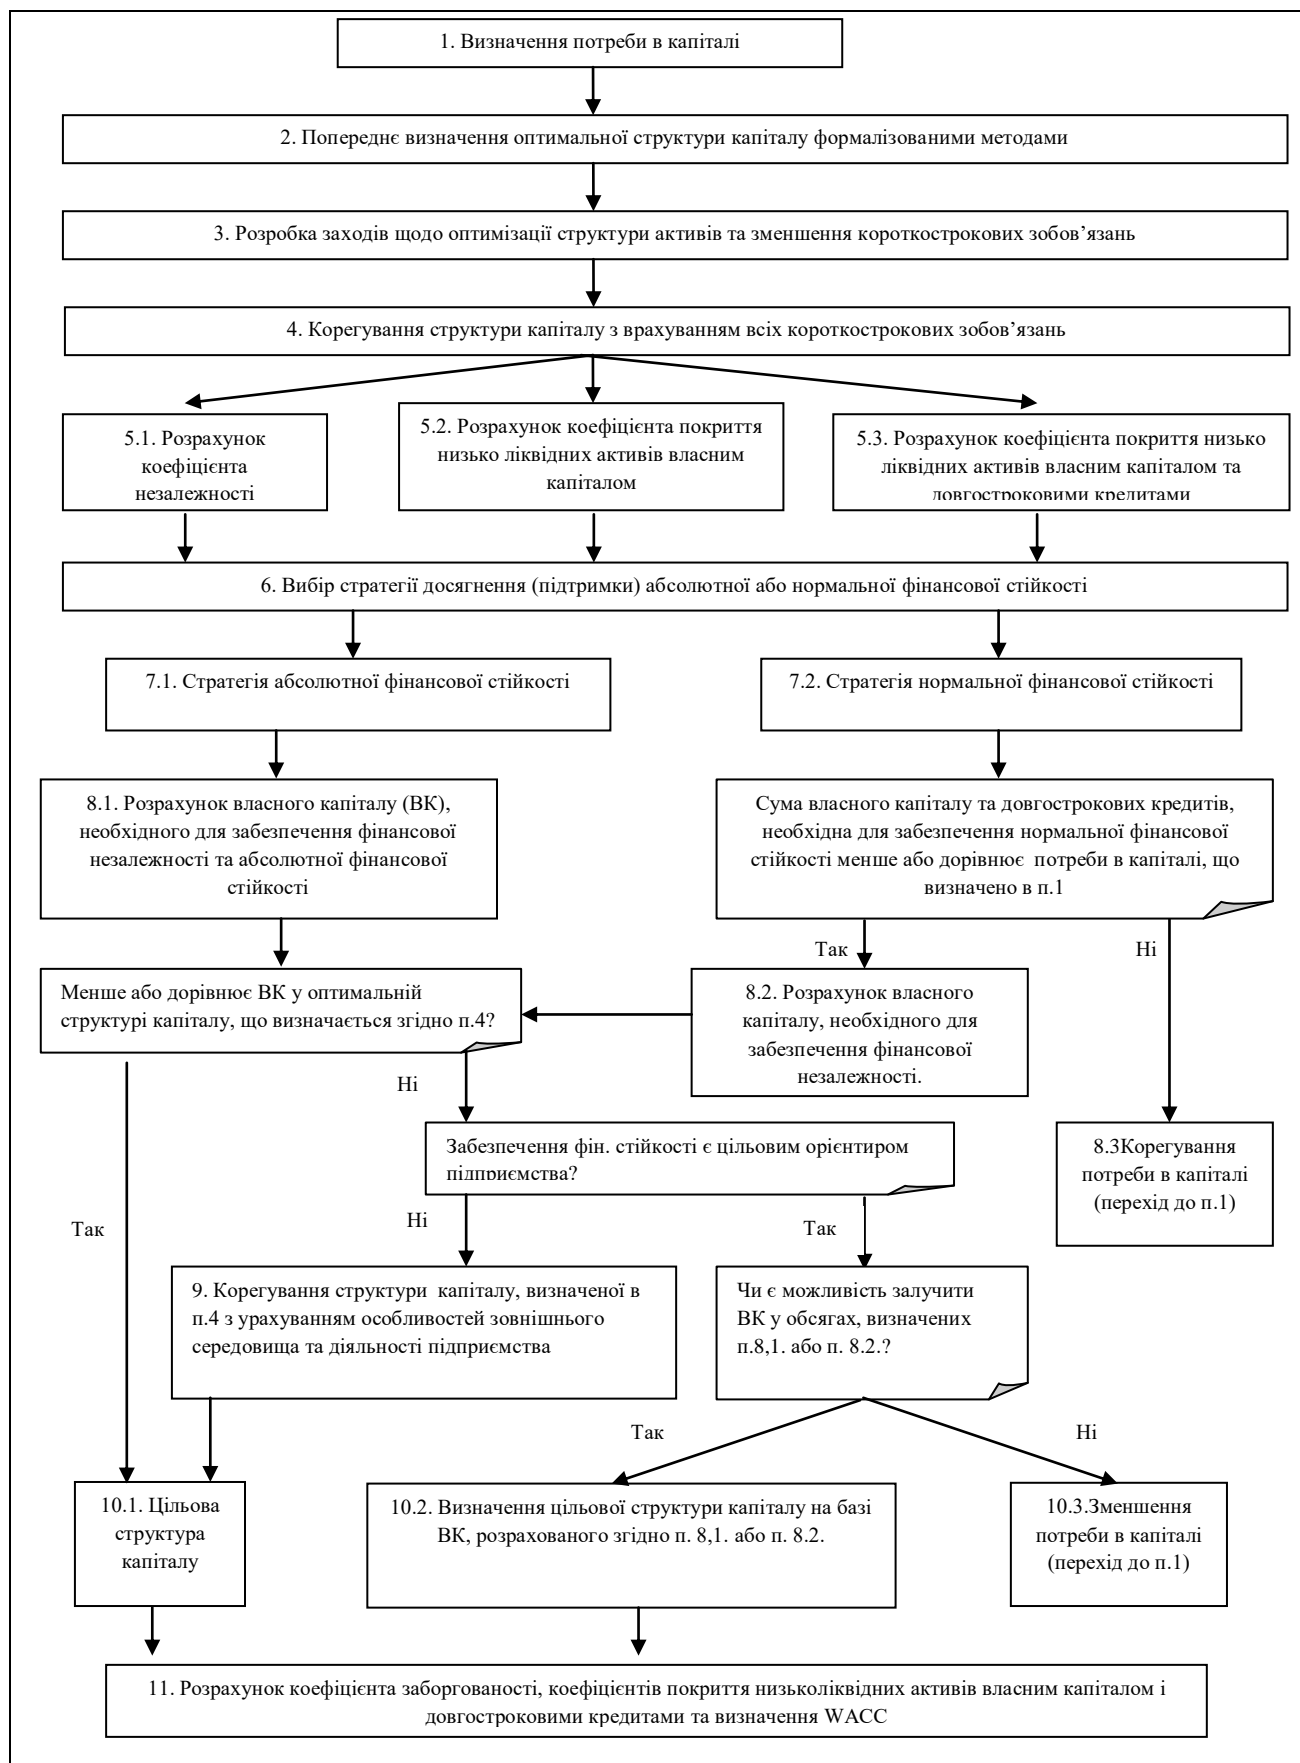 1. Визначення потреби в капіталі
2. Попереднє визначення оптимальної структури капіталу формалізованими методами
3. Розробка заходів щодо оптимізації структури активів та зменшення короткострокових зобов’язань
4. Корегування структури капіталу з врахуванням всіх короткострокових зобов’язань
5.1. Розрахунок
коефіцієнта
незалежності
5.2. Розрахунок коефіцієнта покриття
низько ліквідних активів власним
капіталом
5.3. Розрахунок коефіцієнта покриття низько
ліквідних активів власним капіталом та
довгостроковими кредитами
6. Вибір стратегії досягнення (підтримки) абсолютної або нормальної фінансової стійкості
7.1. Стратегія абсолютної фінансової стійкості
7.2. Стратегія нормальної фінансової стійкості
8.1. Розрахунок власного капіталу (ВК),
необхідного для забезпечення фінансової
незалежності та абсолютної фінансової
стійкості
Сума власного капіталу та довгострокових кредитів,
необхідна для забезпечення нормальної фінансової
стійкості менше або дорівнює потреби в капіталі, що
визначено в п.1
Так
Ні
Менше або дорівнює ВК у оптимальній
структурі капіталу, що визначається згідно п.4?
8.2. Розрахунок власного
капіталу, необхідного для
забезпечення фінансової
незалежності.
Ні
Забезпечення фін. стійкості є цільовим орієнтиром
підприємства?
8.3Корегування
потреби в капіталі
(перехід до п.1)
Так
Ні
Так
9. Корегування структури капіталу, визначеної в
п.4 з урахуванням особливостей зовнішнього
середовища та діяльності підприємства
Чи є можливість залучити
ВК у обсягах, визначених
п.8,1. або п. 8.2.?
Так
Ні
10.1. Цільова
структура
капіталу
10.2. Визначення цільової структури капіталу на базі
ВК, розрахованого згідно п. 8,1. або п. 8.2.
10.3.Зменшення
потреби в капіталі
(перехід до п.1)
11. Розрахунок коефіцієнта заборгованості, коефіцієнтів покриття низьколіквідних активів власним капіталом і
довгостроковими кредитами та визначення WACC